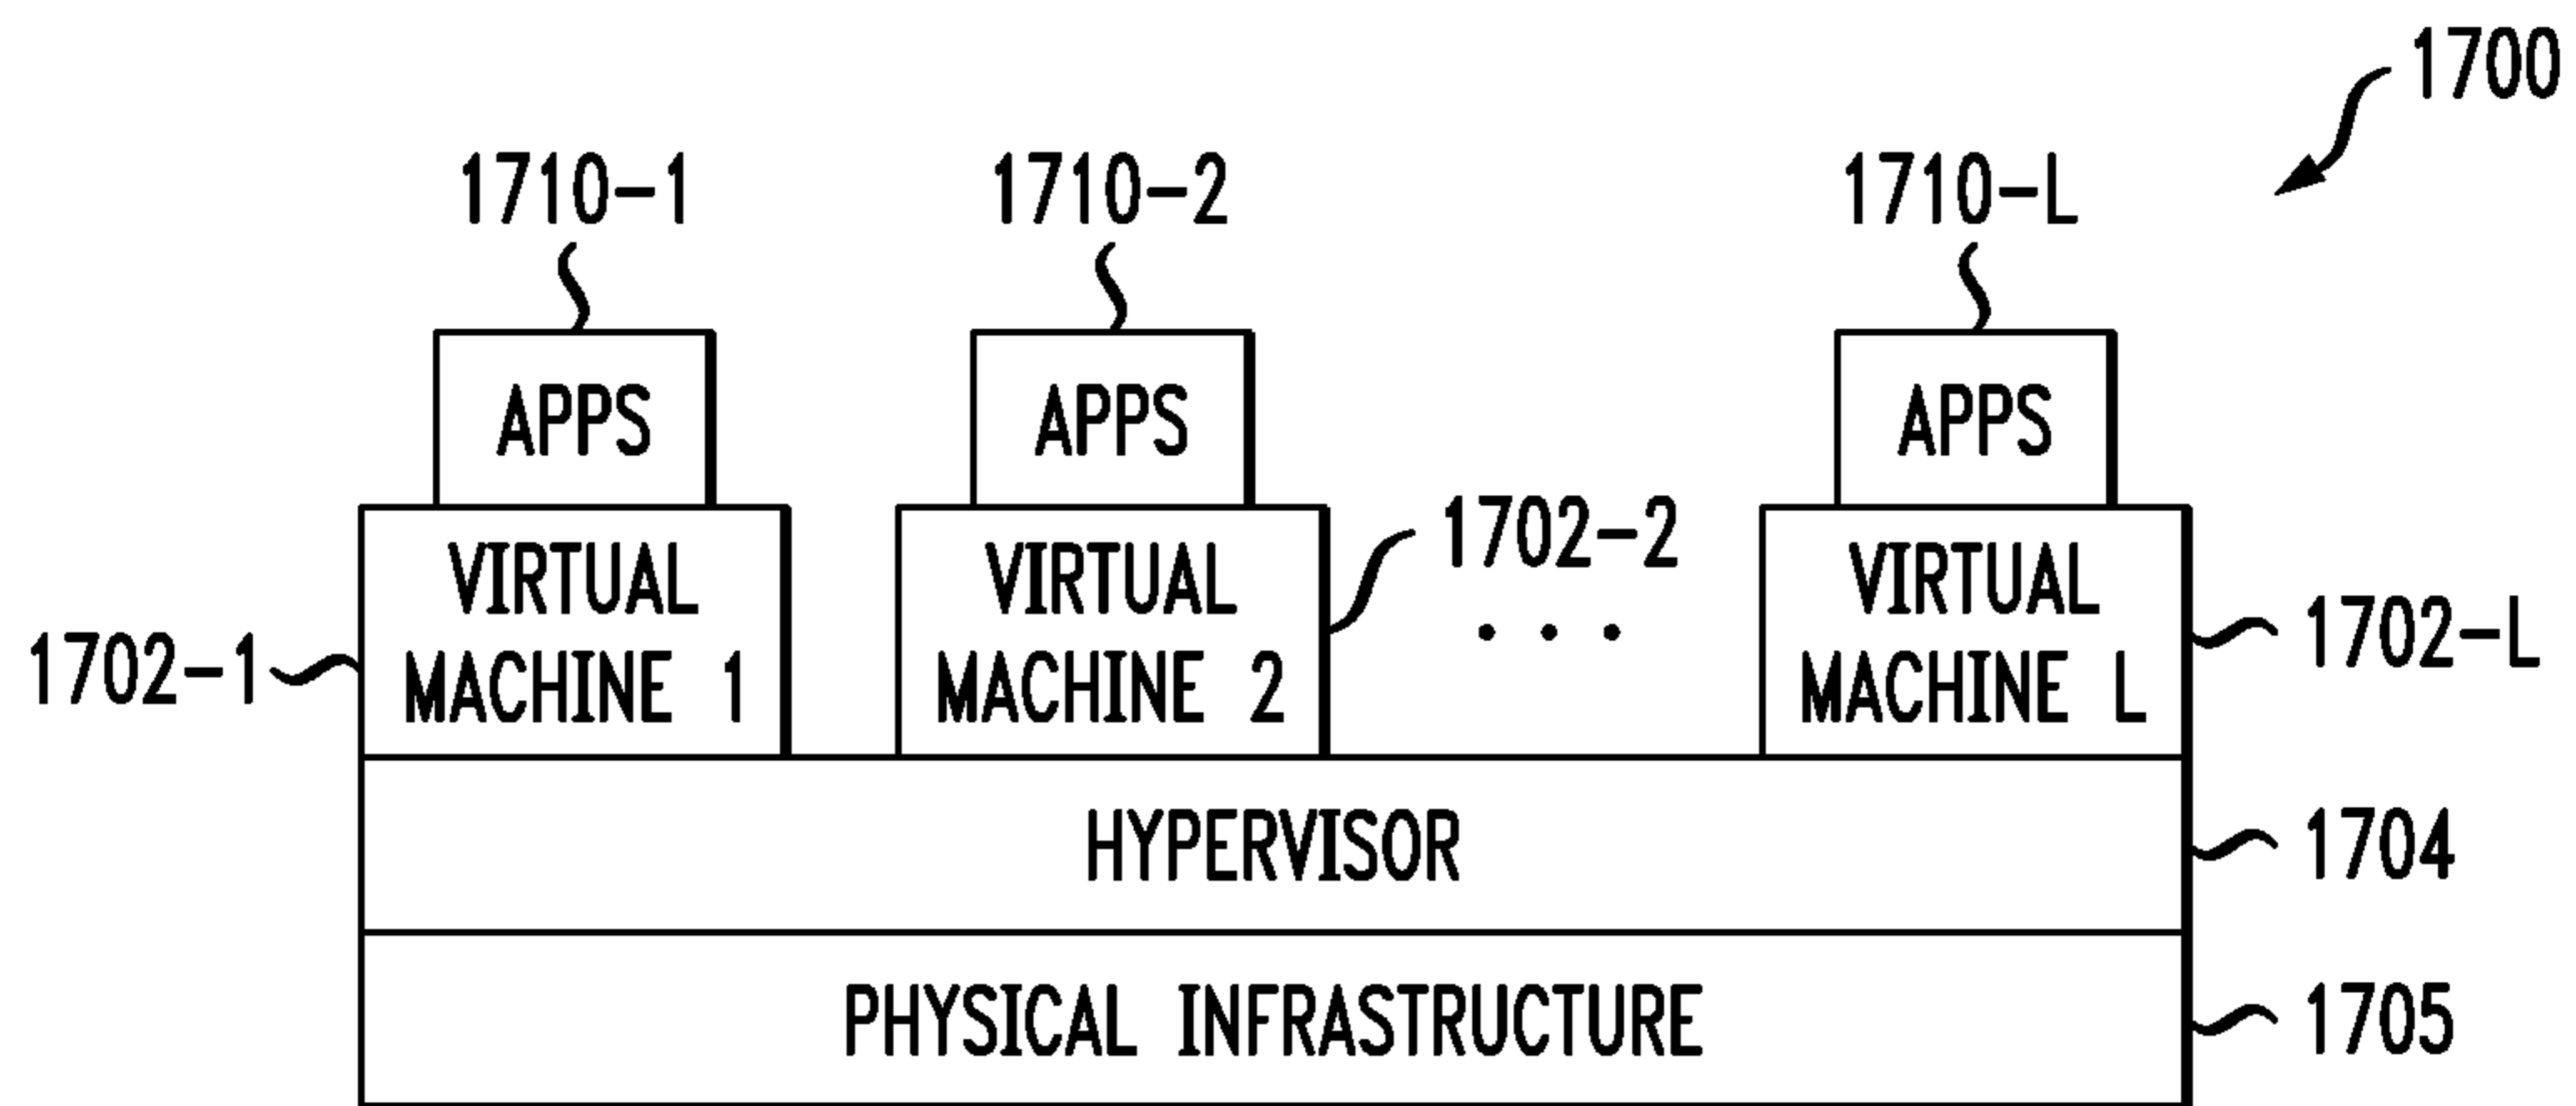 1700
1710-1 1710-2 1710-L
APPS APPS APPS
1702-2
VIRTUAL MACHINE 1
VIRTUAL MACHINE 2
VIRTUAL MACHINE L
1702-1
. . .
1702-L
HYPERVISOR 1704
PHYSICAL INFRASTRUCTURE 1705